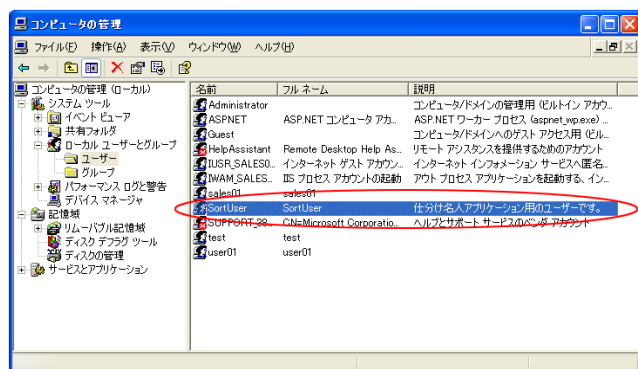 コンピュータの管理
ファイル(F) 操作(A) 表示(V) ウィンドウ(W) ヘルプ(H)
コンピュータの管理 (ローカル)
システム ツール
イベント ビューア
共有フォルダ
ローカル ユーザーとグループ
ユーザー
グループ
パフォーマンス ログと警告
デバイス マネージャ
記憶域
リムーバブル記憶域
ディスク デフラグ ツール
ディスクの管理
サービスとアプリケーション
名前 フル ネーム 説明
Administrator コンピュータ/ドメインの管理用 (ビルトイン アカウ...
ASPNET ASP.NET コンピュータ アカ... ASP.NET ワーカー プロセス (aspnet_wp.exe) ...
Guest コンピュータ/ドメインへのゲスト アクセス用 (ビル...
HelpAssistant Remote Desktop Help As... リモート アシスタンスを提供するためのアカウント
IUSR_SALES0... インターネット ゲスト アカウン... インターネット インフォメーション サービスへ匿名...
IWAM_SALES... IIS プロセス アカウントの起動 アウト プロセス アプリケーションを起動する、イン...
sales01 sales01
SortUser SortUser 仕分け名人アプリケーション用のユーザーです。
SUPPORT_38... CN=Microsoft Corporatio... ヘルプとサポート サービスのベンダ アカウント
test test
user01 user01